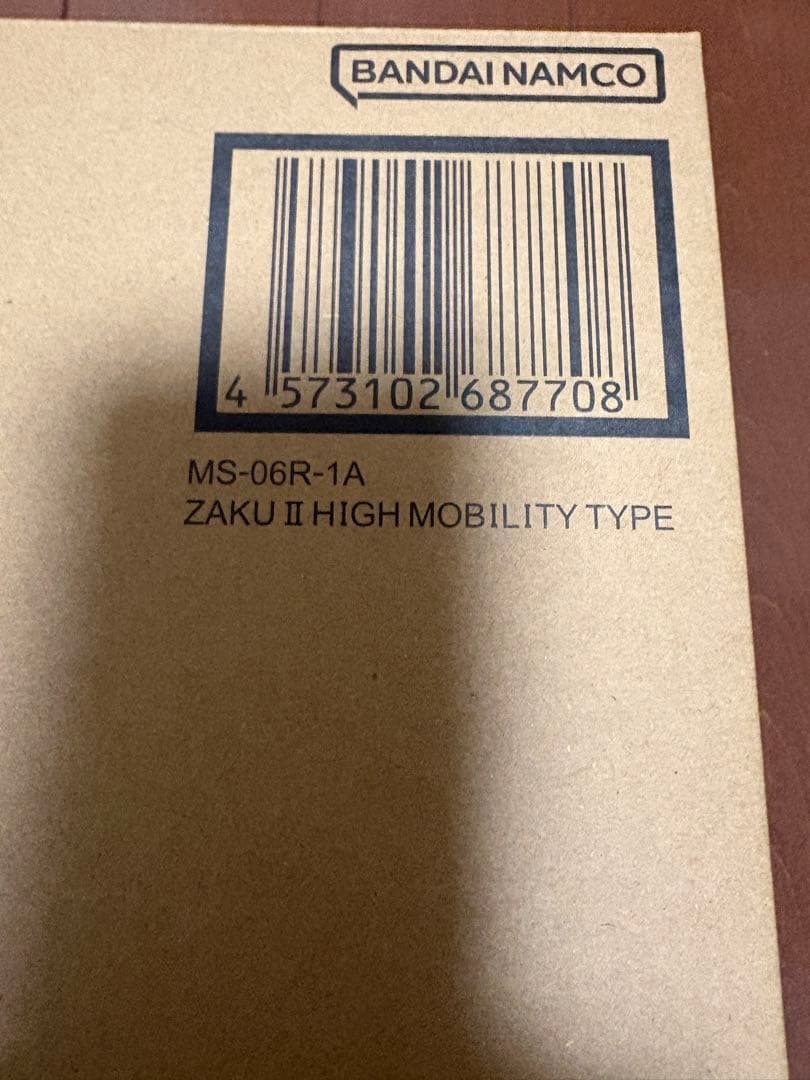 BANDAI NAMCO
4 573102 687708
MS-06R-1A
ZAKU Ⅱ HIGH MOBILITY TYPE